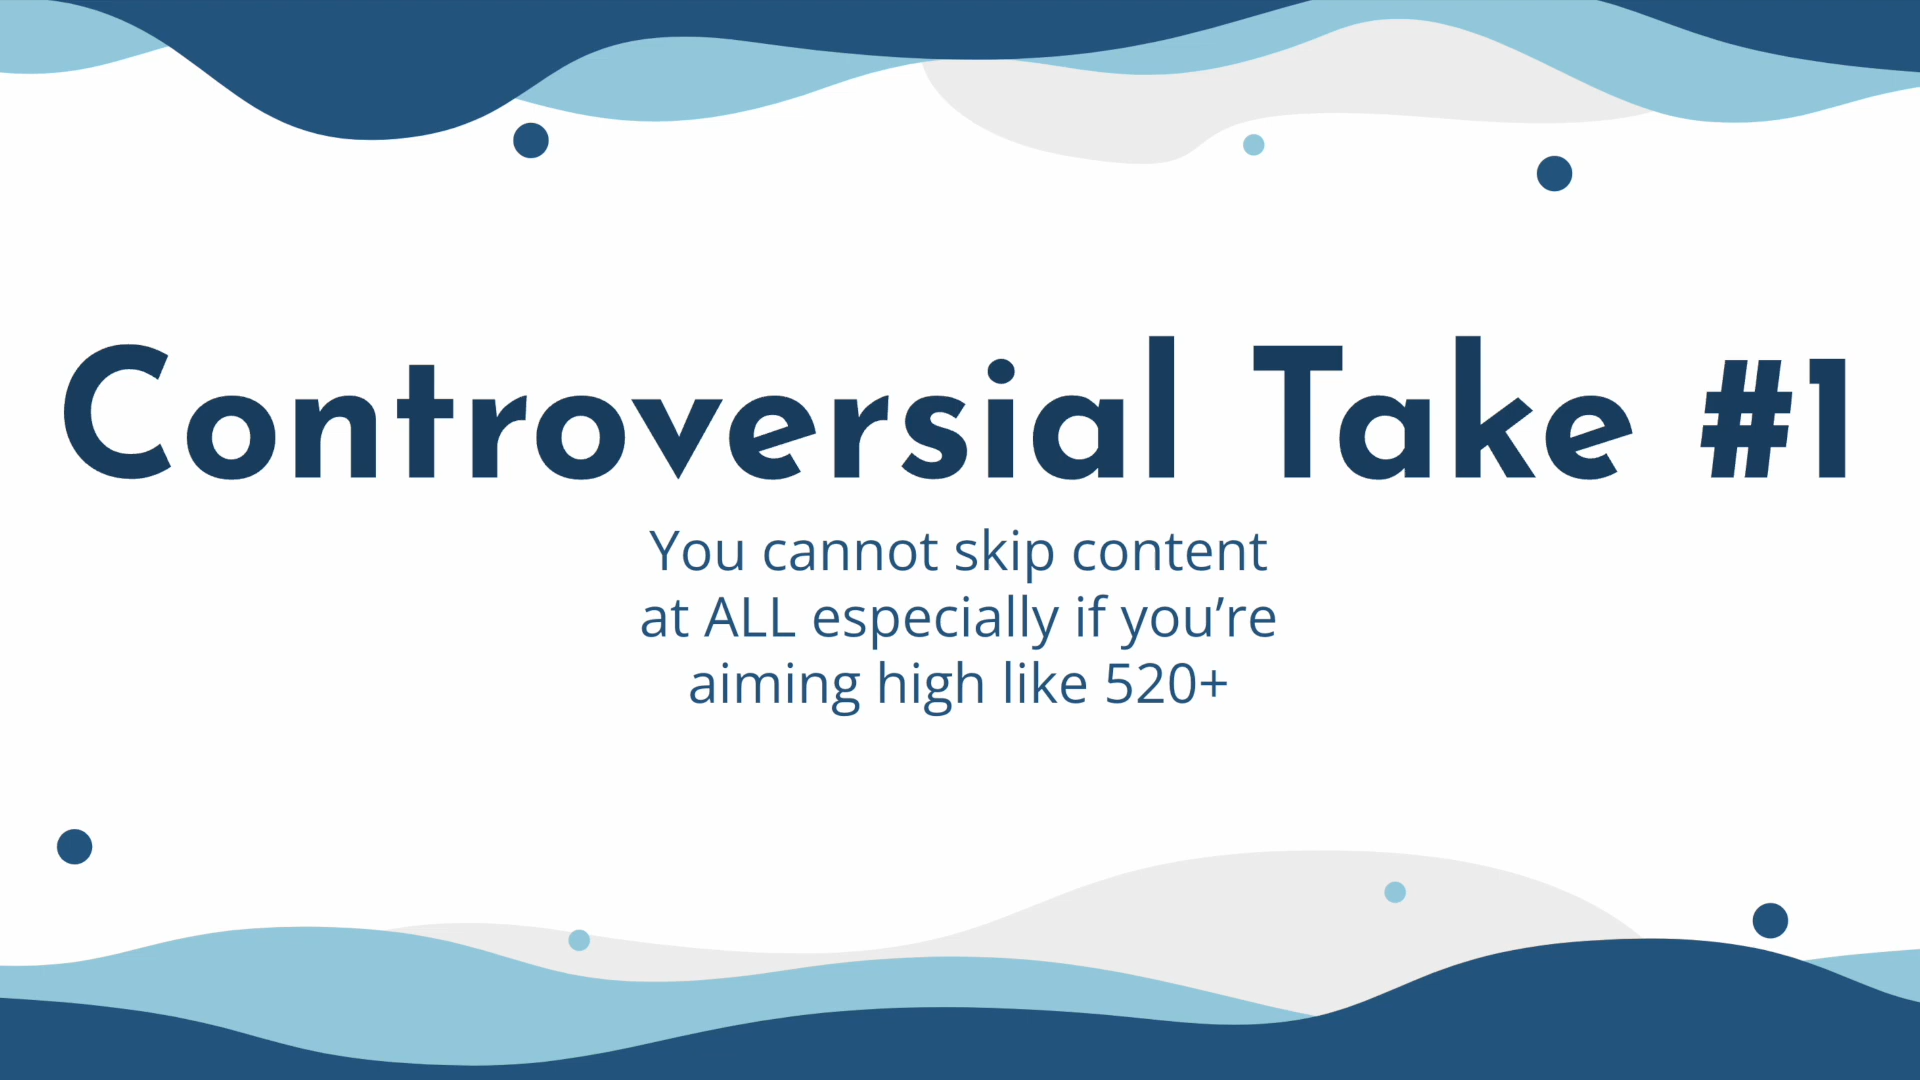 Controversial Take #1
You cannot skip content
at ALL especially if you’re
aiming high like 520+